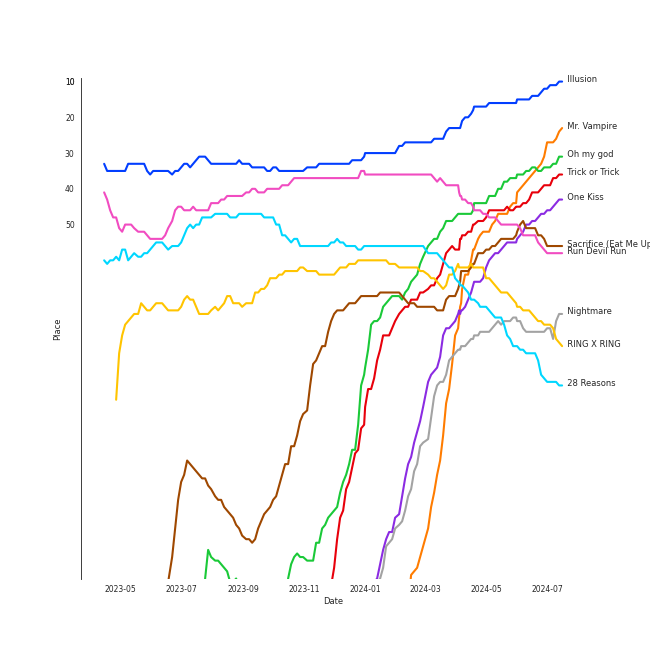 10
Illusion
20
Mr. Vampire
30
Oh my god
Trick or Trick
40
One Kiss
50
Sacrifice (Eat Me Up
Run Devil Run
Nightmare
Place
RING X RING
28 Reasons
2023-05 2023-07 2023-09 2023-11 2024-01 2024-03 2024-05 2024-07
Date